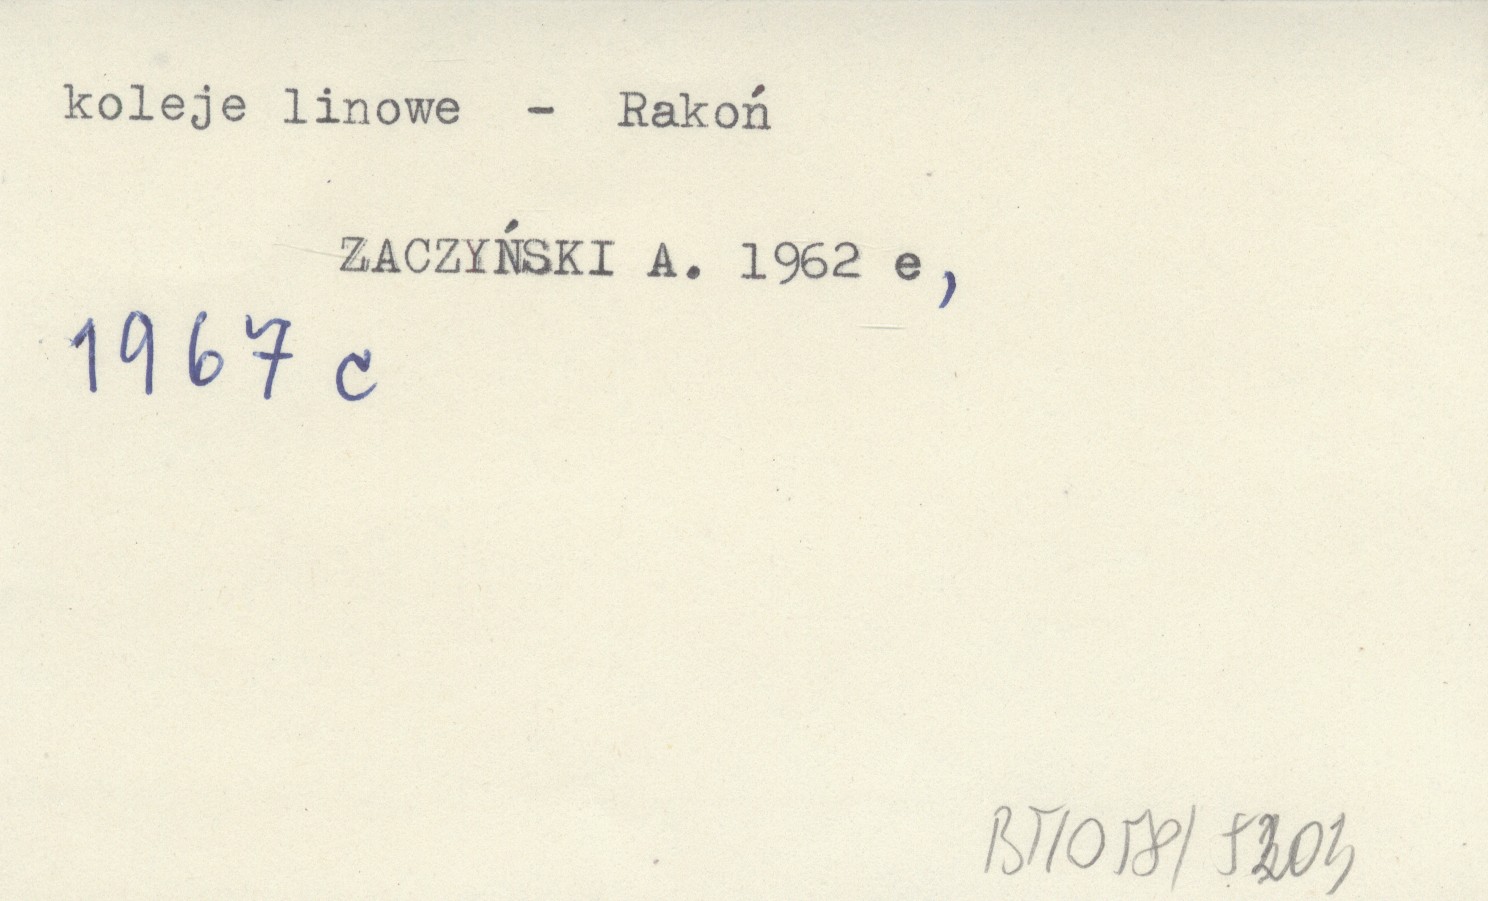 koleje linowe - Rakoń
ZACZYŃSKI A. 1962 e,
1967 c